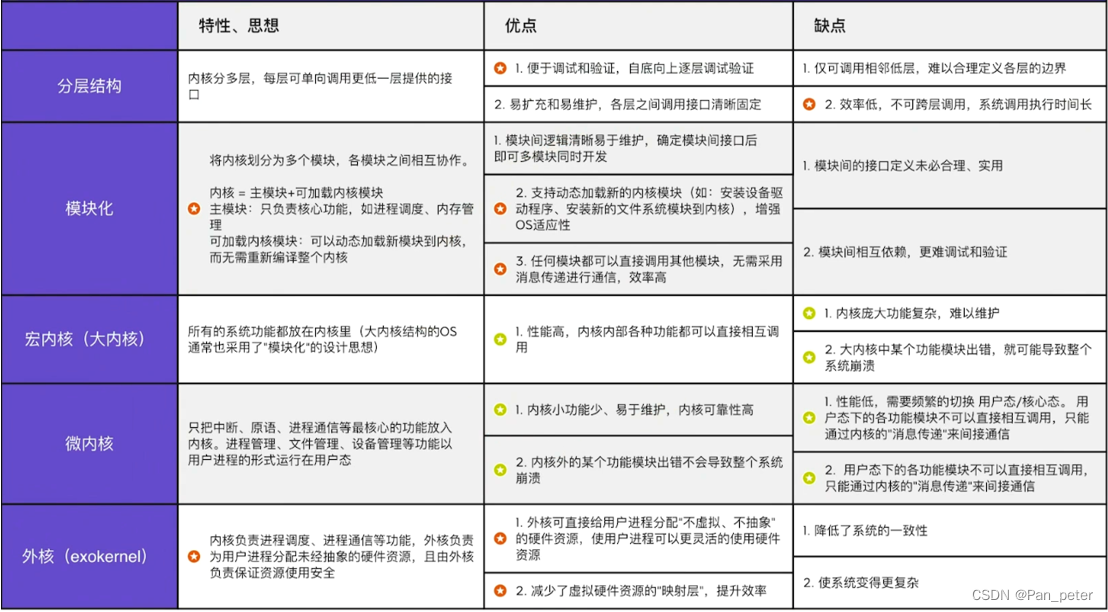 特性、思想
优点
缺点
分层结构
内核分多层，每层可单向调用更低一层提供的接
口
1. 便于调试和验证，自底向上逐层调试验证
2. 易扩充和易维护，各层之间调用接口清晰固定
1. 仅可调用相邻低层，难以合理定义各层的边界
2. 效率低，不可跨层调用，系统调用执行时间长
模块化
将内核划分为多个模块，各模块之间相互协作。
内核 = 主模块+可加载内核模块
主模块：只负责核心功能，如进程调度、内存管
理
可加载内核模块：可以动态加载新模块到内核，
而无需重新编译整个内核
1. 模块间逻辑清晰易于维护，确定模块间接口后
即可多模块同时开发
2. 支持动态加载新的内核模块（如：安装设备驱
动程序、安装新的文件系统模块到内核），增强
OS适应性
3. 任何模块都可以直接调用其他模块，无需采用
消息传递进行通信，效率高
1. 模块间的接口定义未必合理、实用
2. 模块间相互依赖，更难调试和验证
宏内核（大内核）
所有的系统功能都放在内核里（大内核结构的OS
通常也采用了"模块化"的设计思想）
1. 性能高，内核内部各种功能都可以直接相互调
用
1. 内核庞大功能复杂，难以维护
2. 大内核中某个功能模块出错，就可能导致整个
系统崩溃
微内核
只把中断、原语、进程通信等最核心的功能放入
内核。进程管理、文件管理、设备管理等功能以
用户进程的形式运行在用户态
1. 内核小功能少、易于维护，内核可靠性高
2. 内核外的某个功能模块出错不会导致整个系统
崩溃
1. 性能低，需要频繁的切换 用户态/核心态。用
户态下的各功能模块不可以直接相互调用，只能
通过内核的"消息传递"来间接通信
2. 用户态下的各功能模块不可以直接相互调用，
只能通过内核的"消息传递"来间接通信
外核（exokernel）
内核负责进程调度、进程通信等功能，外核负责
为用户进程分配未经抽象的硬件资源，且由外核
负责保证资源使用安全
1. 外核可直接给用户进程分配"不虚拟、不抽象"
的硬件资源，使用户进程可以更灵活的使用硬件
资源
2. 减少了虚拟硬件资源的"映射层"，提升效率
1. 降低了系统的一致性
2. 使系统变得更复杂
CSDN @Pan_peter